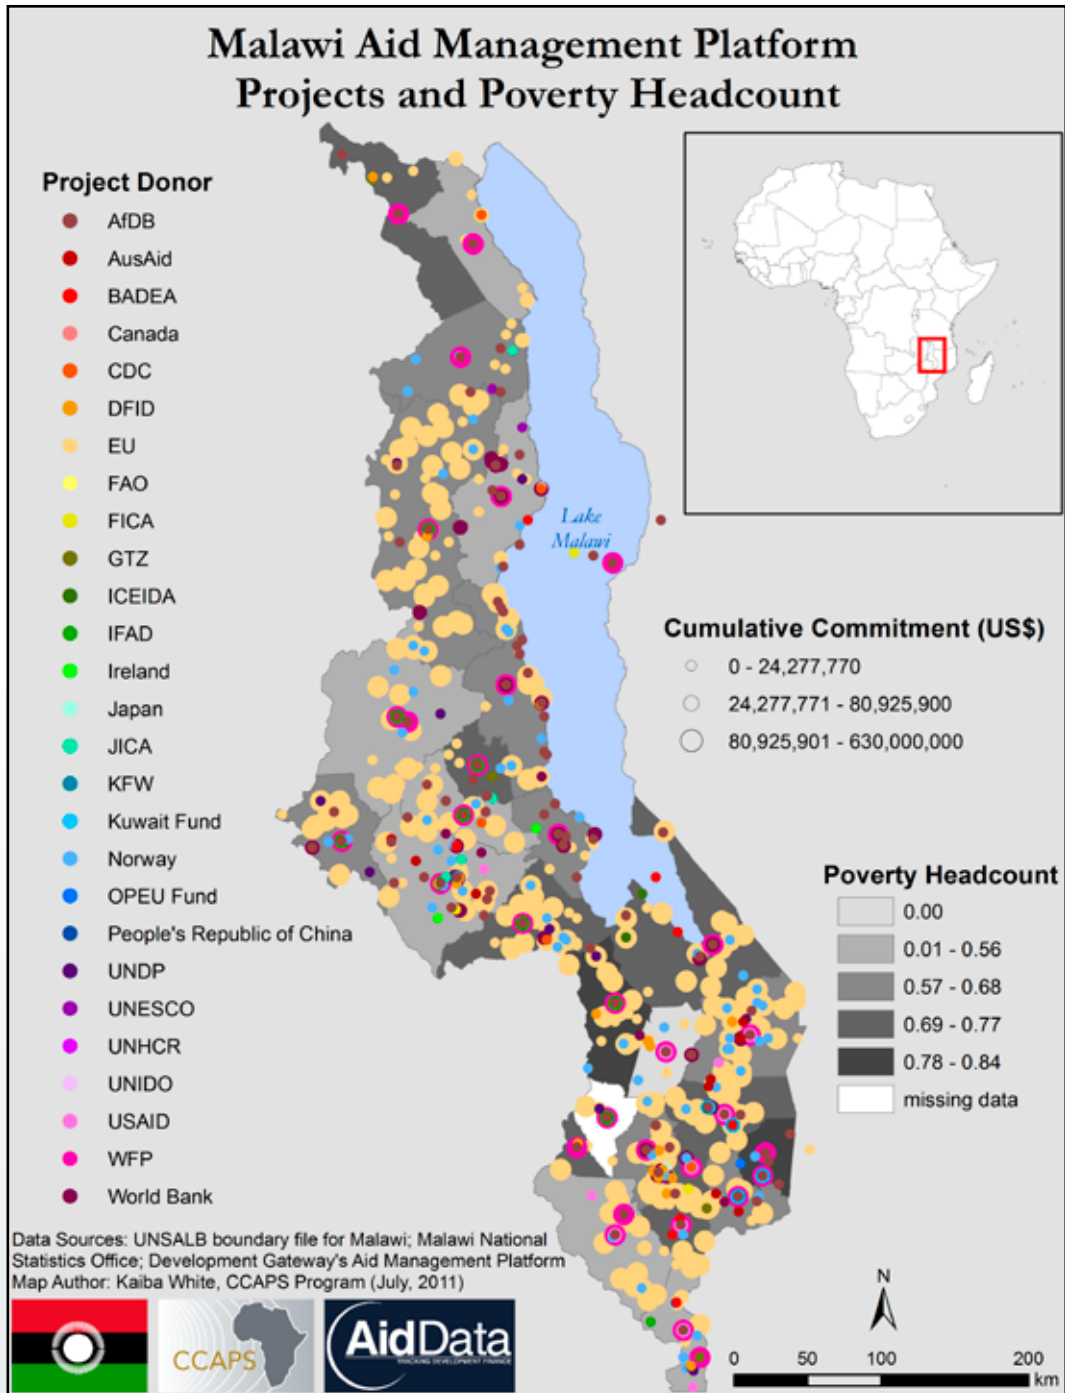 Malawi Aid Management Platform
Projects and Poverty Headcount
Project Donor
AfDB
AusAid
BADEA
Canada
CDC
DFID
EU
FAO
FICA
GTZ
ICEIDA
IFAD
Ireland
Japan
JICA
KFW
Kuwait Fund
Norway
OPEU Fund
People's Republic of China
UNDP
UNESCO
UNHCR
UNIDO
USAID
WFP
World Bank
Lake
Malawi
Cumulative Commitment (US$)
0 - 24,277,770
24,277,771 - 80,925,900
80,925,901 - 630,000,000
Poverty Headcount
0.00
0.01 - 0.56
0.57 - 0.68
0.69 - 0.77
0.78 - 0.84
missing data
Data Sources: UNSALB boundary file for Malawi; Malawi National
Statistics Office; Development Gateway's Aid Management Platform
Map Author: Kaiba White, CCAPS Program (July, 2011)
CCAPS
AidData
TRACKING DEVELOPMENT FINANCE
N
0 50 100 200
km